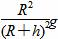 R²
(R + h)²g